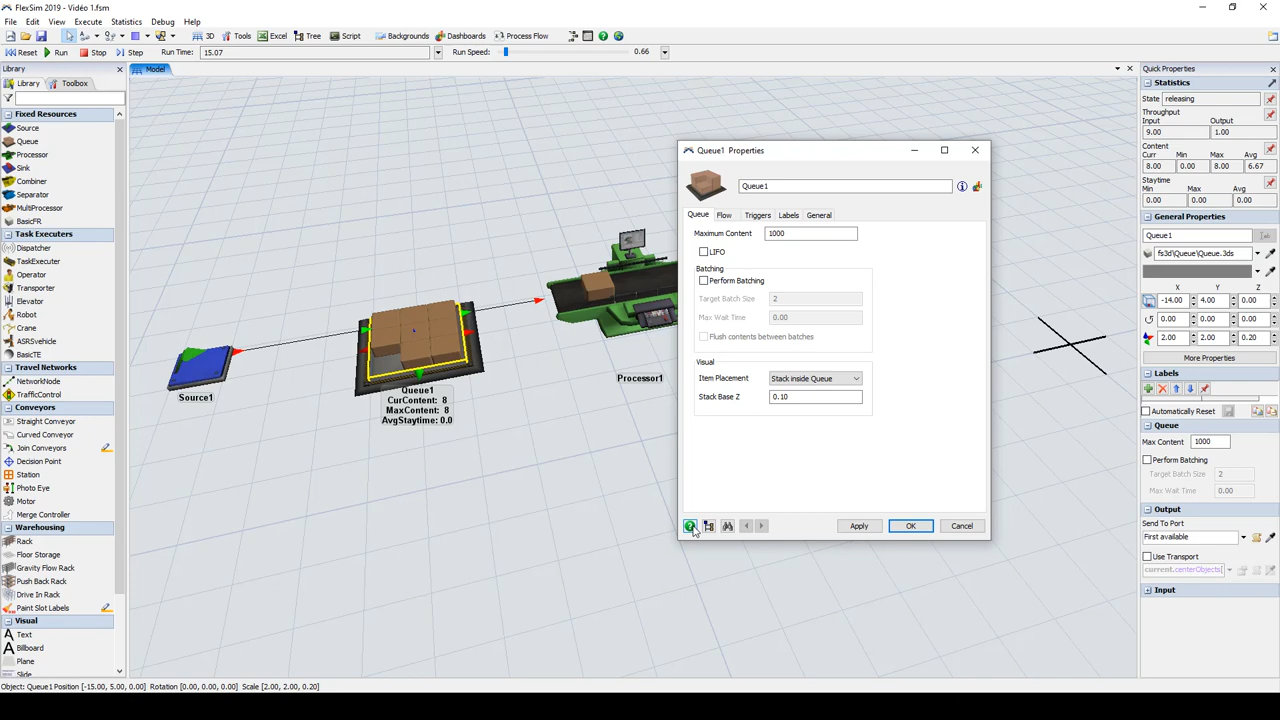 FlexSim 2019 - Vidéo 1.fsm
File Edit View Build Execute Statistics Debug Help
3D Tools Excel Tree Script Backgrounds Dashboards Process Flow
Reset Run Stop Step Run Time: 15.07 Run Speed: 0.66
Library
Library Toolbox
Fixed Resources
Source
Queue
Processor
Sink
Combiner
Separator
MultiProcessor
BasicFR
Task Executers
Dispatcher
TaskExecuter
Operator
Transporter
Elevator
Robot
Crane
ASRSvehicle
BasicTE
Travel Networks
NetworkNode
TrafficControl
Conveyors
Straight Conveyor
Curved Conveyor
Join Conveyors
Decision Point
Station
Photo Eye
Motor
Merge Controller
Warehousing
Rack
Floor Storage
Gravity Flow Rack
Push Back Rack
Drive In Rack
Paint Slot Labels
Visual
Text
Billboard
Plane
Slide
Model
Source1
Queue1
CurContent: 8
MaxContent: 8
AvgStaytime: 0.0
Processor1
Queue1 Properties
Queue1
Queue Flow Triggers Labels General
Maximum Content 1000
LIFO
Batching
Perform Batching
Target Batch Size 2
Max Wait Time 0.00
Flush contents between batches
Visual
Item Placement Stack inside Queue
Stack Base Z 0.10
Apply OK Cancel
Quick Properties
Statistics
State releasing
Throughput
Input Output
9.00 1.00
Content
Curr Min Max Avg
8.00 0.00 8.00 6.67
Staytime
Min Max Avg
0.00 0.00 0.00
General Properties
Queue1
fs3d\Queue\Queue.3ds
X Y Z
-14.00 4.00 0.00
0.00 0.00 0.00
2.00 2.00 0.20
More Properties
Labels
Automatically Reset
Queue
Max Content 1000
Perform Batching
Target Batch Size 2
Max Wait Time 0.00
Output
Send To Port
First available
Use Transport
current.centerObjects[
Input
Object: Queue1 Position [-15.00, 5.00, 0.00] Rotation [0.00, 0.00, 0.00] Scale [2.00, 2.00, 0.20]